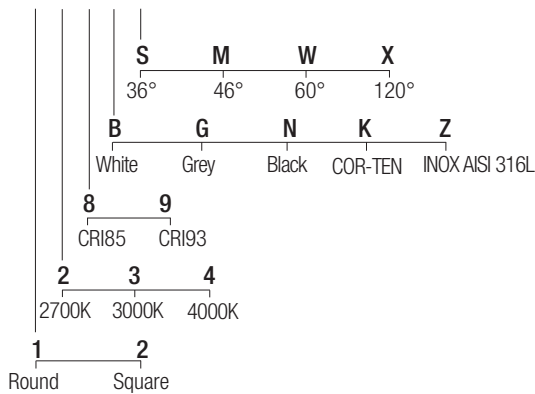 S M W X
36° 46° 60° 120°
B G N K Z
White Grey Black COR-TEN INOX AISI 316L
8 9
CRI85 CRI93
2 3 4
2700K 3000K 4000K
1 2
Round Square